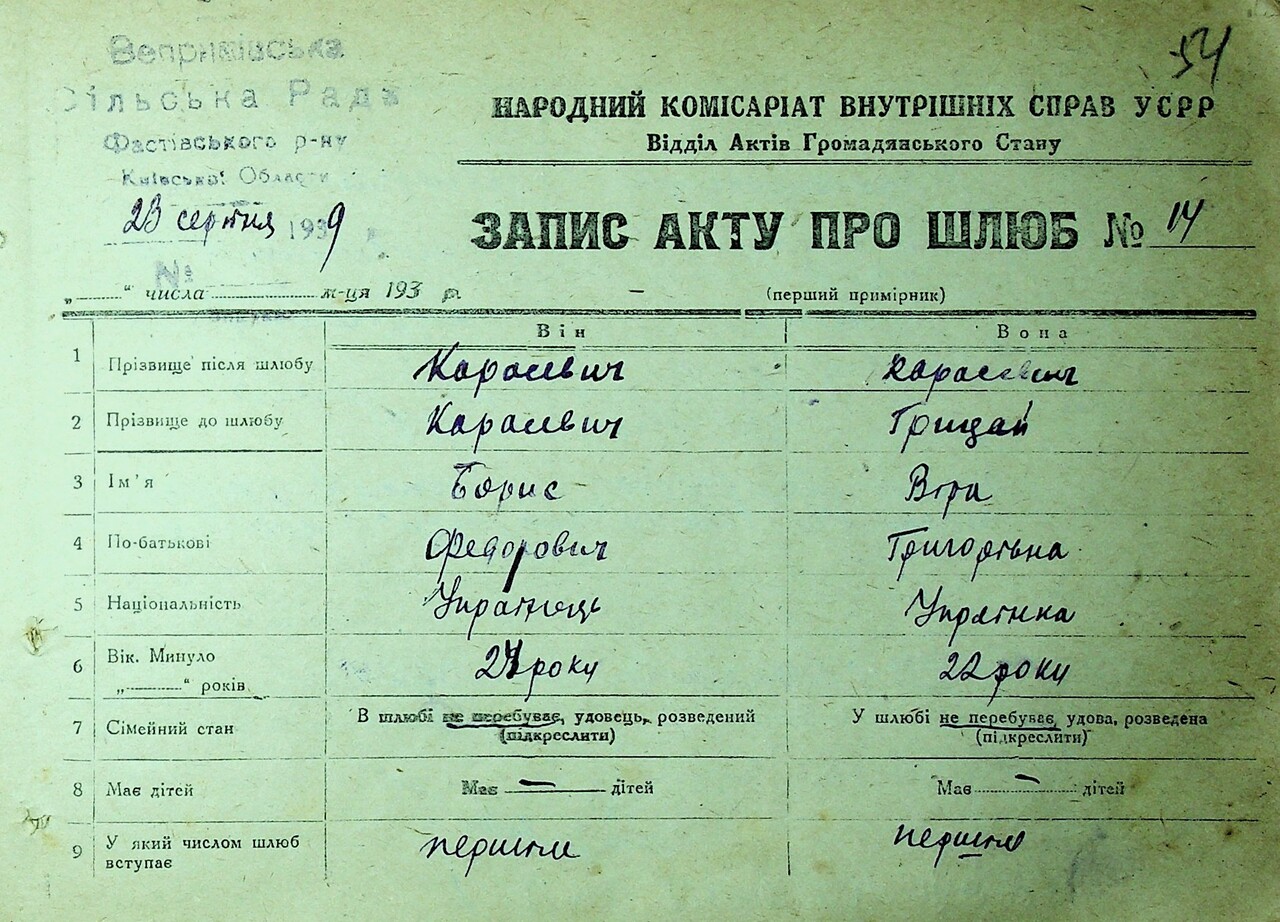 54
Веприківська
Сільська Рада
Фастівського р-ну
Київської Области
23 серпня 1939
№
НАРОДНИЙ КОМІСАРІАТ ВНУТРІШНІХ СПРАВ УСРР
Відділ Актів Громадянського Стану
ЗАПИС АКТУ ПРО ШЛЮБ № 14
„ “ числа м-ця 193 р. — (перший примірник)
Він Вона
1 Прізвище після шлюбу Карасевич Карасевич
2 Прізвище до шлюбу Карасевич Грицай
3 Ім'я Борис Віра
4 По-батькові Федорович Григорівна
5 Національність Українець Українка
6 Вік. Минуло
„ “ років 24 роки 22 роки
7 Сімейний стан В шлюбі не перебуває, удовець, розведений У шлюбі не перебуває, удова, розведена
(підкреслити) (підкреслити)
8 Має дітей Має — дітей Має — дітей
9 У який числом шлюб
вступає перший перший